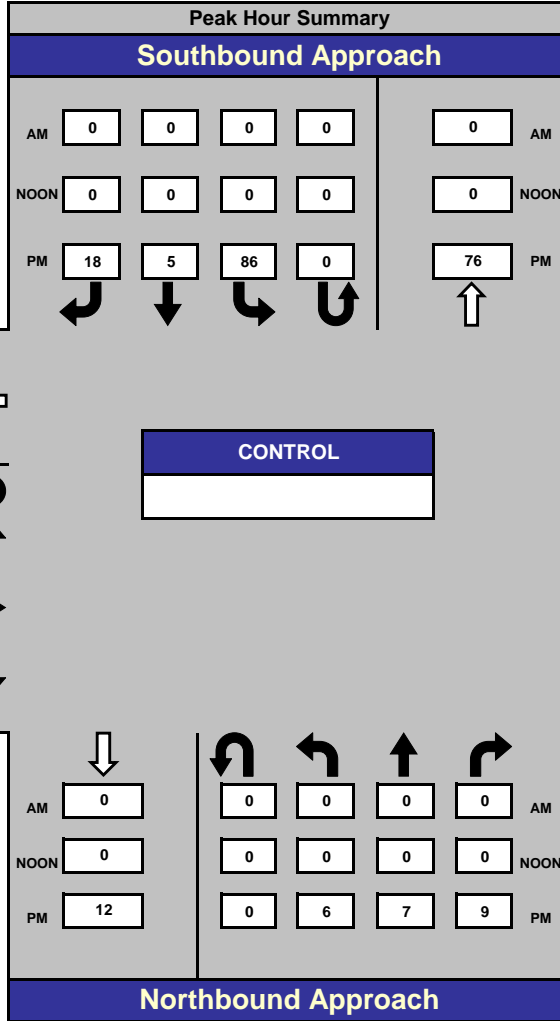 Peak Hour Summary
Southbound Approach
AM 0 0 0 0 0 AM
NOON 0 0 0 0 0 NOON
PM 18 5 86 0 76 PM
CONTROL
AM 0 0 0 0 0 AM
NOON 0 0 0 0 0 NOON
PM 12 0 6 7 9 PM
Northbound Approach